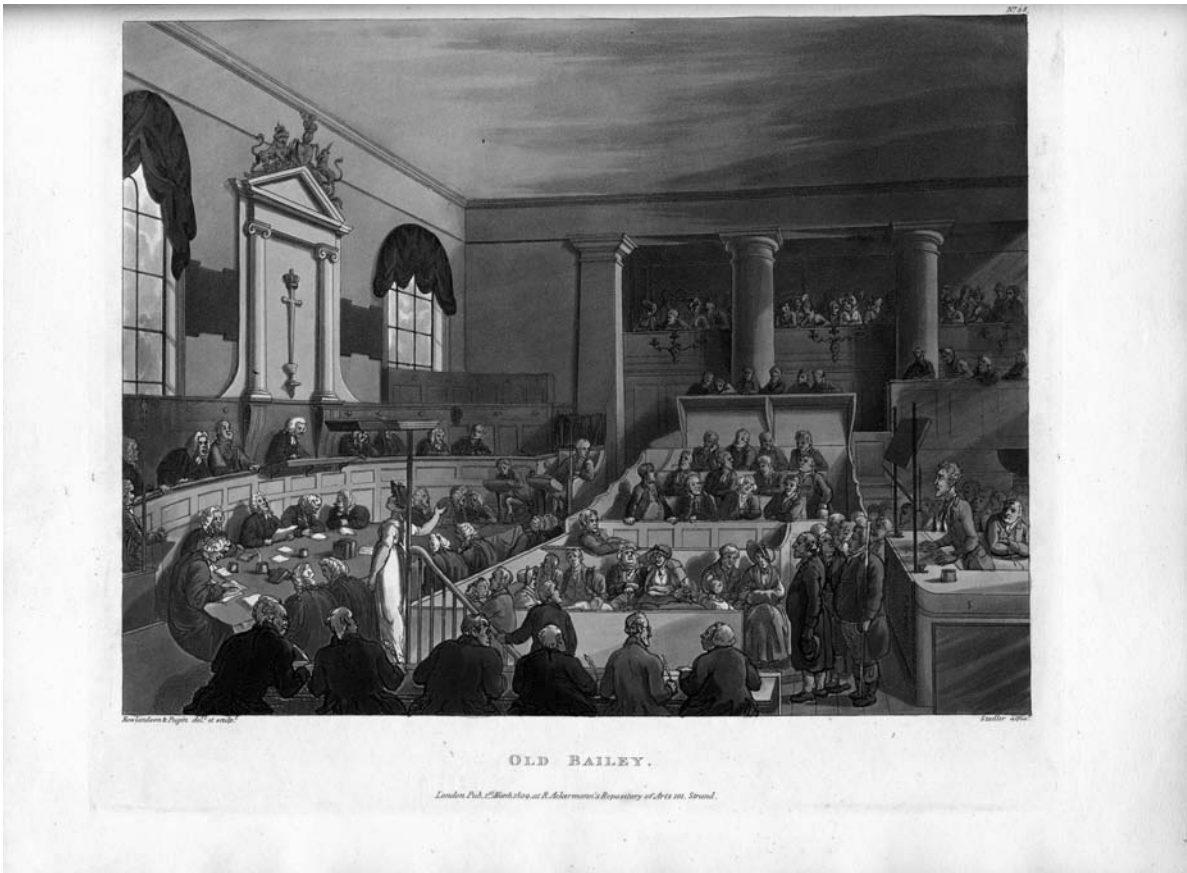 Nº 58.
Rowlandson & Pugin delt. et sculpt.
Stadler aquat.
OLD BAILEY.
London Pub. 1st March 1809, at R. Ackermann's Repository of Arts 101, Strand.